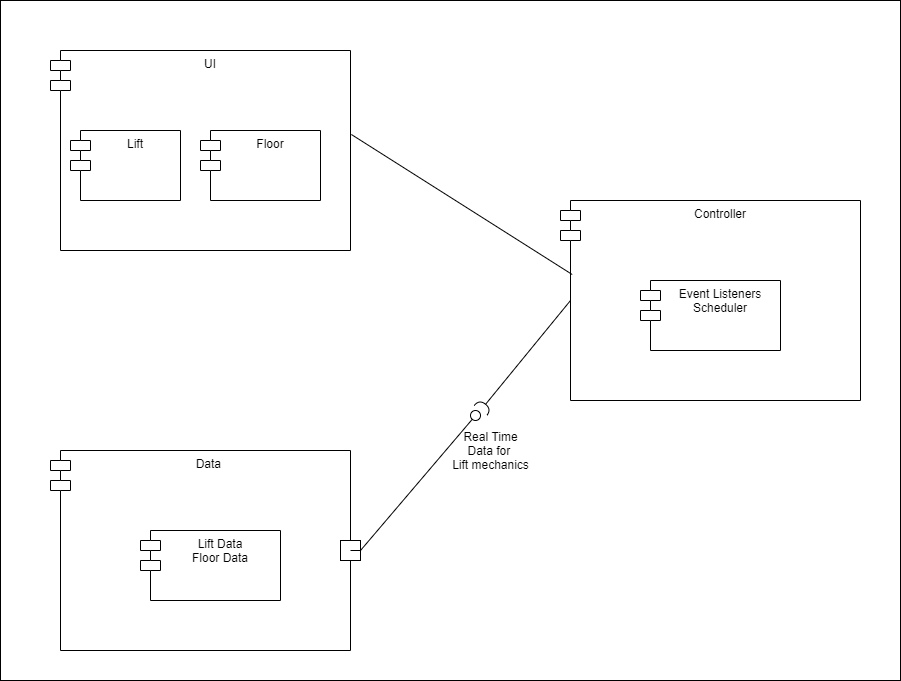 UI
Lift
Floor
Controller
Event Listeners
Scheduler
Real Time
Data for
Lift mechanics
Data
Lift Data
Floor Data